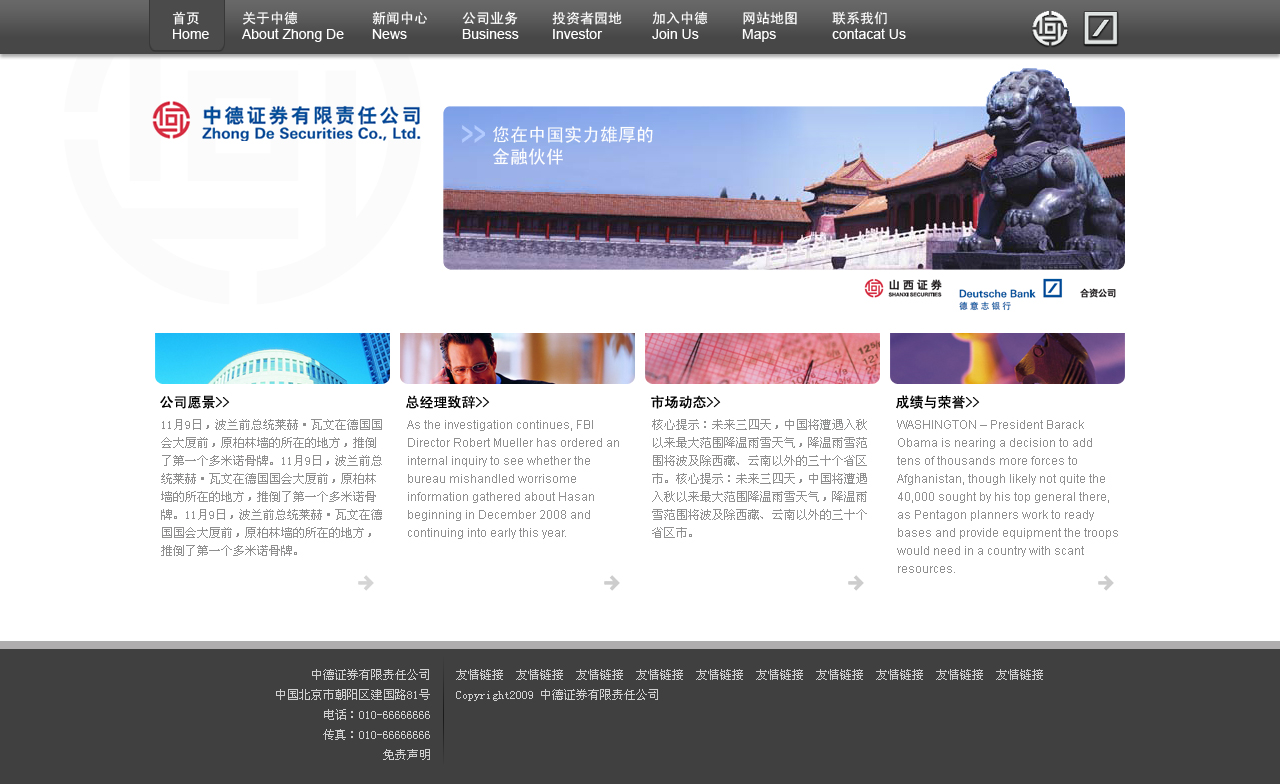 首页 关于中德 新闻中心 公司业务 投资者园地 加入中德 网站地图 联系我们
Home About Zhong De News Business Investor Join Us Maps contacat Us
中德证券有限责任公司
Zhong De Securities Co., Ltd.
>> 您在中国实力雄厚的
金融伙伴
山西证券
SHANXI SECURITIES
Deutsche Bank
德意志银行
合资公司
12%
公司愿景>>
11月9日，波兰前总统莱赫·瓦文在德国国
会大厦前，原柏林墙的所在的地方，推倒
了第一个多米诺骨牌。11月9日，波兰前总
统莱赫·瓦文在德国国会大厦前，原柏林
墙的所在的地方，推倒了第一个多米诺骨
牌。11月9日，波兰前总统莱赫·瓦文在德
国国会大厦前，原柏林墙的所在的地方，
推倒了第一个多米诺骨牌。
总经理致辞>>
As the investigation continues, FBI
Director Robert Mueller has ordered an
internal inquiry to see whether the
bureau mishandled worrisome
information gathered about Hasan
beginning in December 2008 and
continuing into early this year.
市场动态>>
核心提示：未来三四天，中国将遭遇入秋
以来最大范围降温雨雪天气，降温雨雪范
围将波及除西藏、云南以外的三十个省区
市。核心提示：未来三四天，中国将遭遇
入秋以来最大范围降温雨雪天气，降温雨
雪范围将波及除西藏、云南以外的三十个
省区市。
成绩与荣誉>>
WASHINGTON – President Barack
Obama is nearing a decision to add
tens of thousands more forces to
Afghanistan, though likely not quite the
40,000 sought by his top general there,
as Pentagon planners work to ready
bases and provide equipment the troops
would need in a country with scant
resources.
中德证券有限责任公司
中国北京市朝阳区建国路81号
电话：010-66666666
传真：010-66666666
免责声明
友情链接 友情链接 友情链接 友情链接 友情链接 友情链接 友情链接 友情链接 友情链接 友情链接
Copyright2009 中德证券有限责任公司